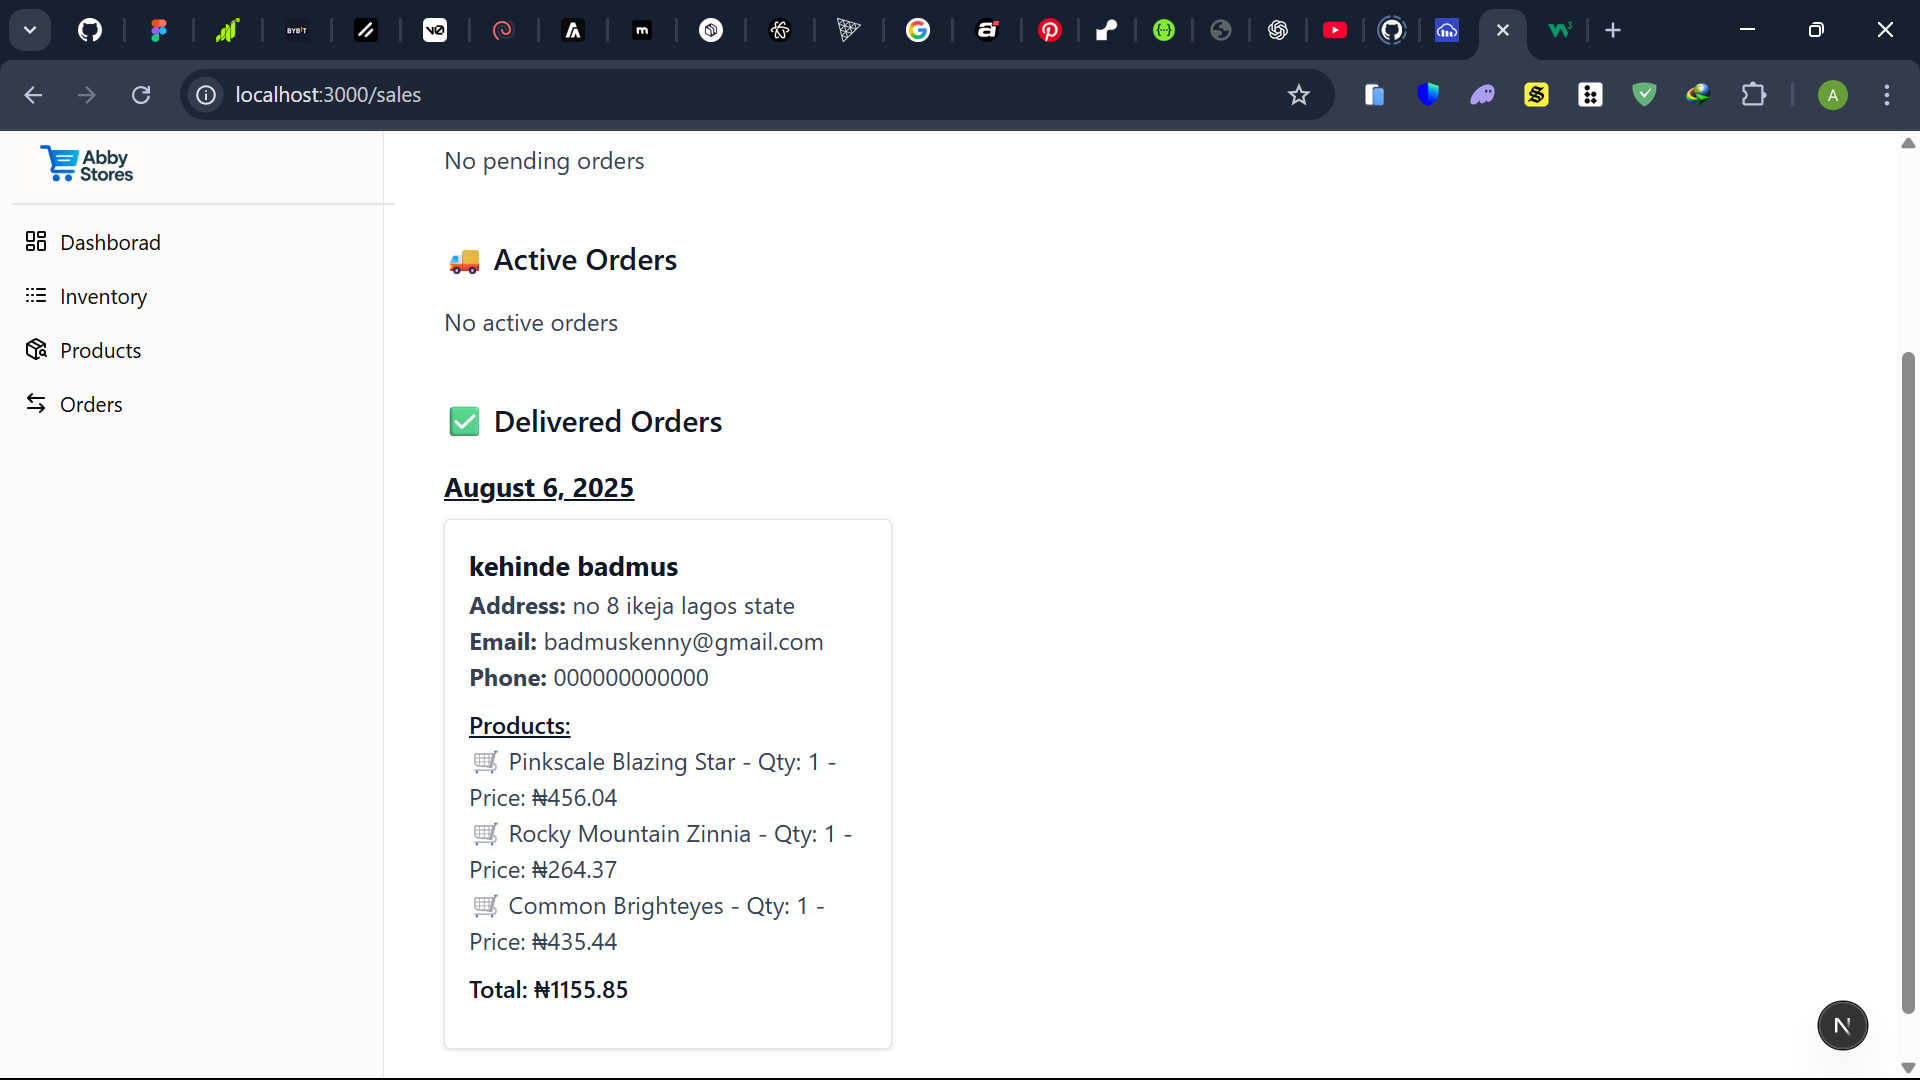 BYBIT
v0
m
localhost:3000/sales
A
Abby
Stores
Dashborad
Inventory
Products
Orders
No pending orders
🚚 Active Orders
No active orders
✅ Delivered Orders
August 6, 2025
kehinde badmus
Address: no 8 ikeja lagos state
Email: badmuskenny@gmail.com
Phone: 000000000000
Products:
🛒 Pinkscale Blazing Star - Qty: 1 -
Price: ₦456.04
🛒 Rocky Mountain Zinnia - Qty: 1 -
Price: ₦264.37
🛒 Common Brighteyes - Qty: 1 -
Price: ₦435.44
Total: ₦1155.85
N